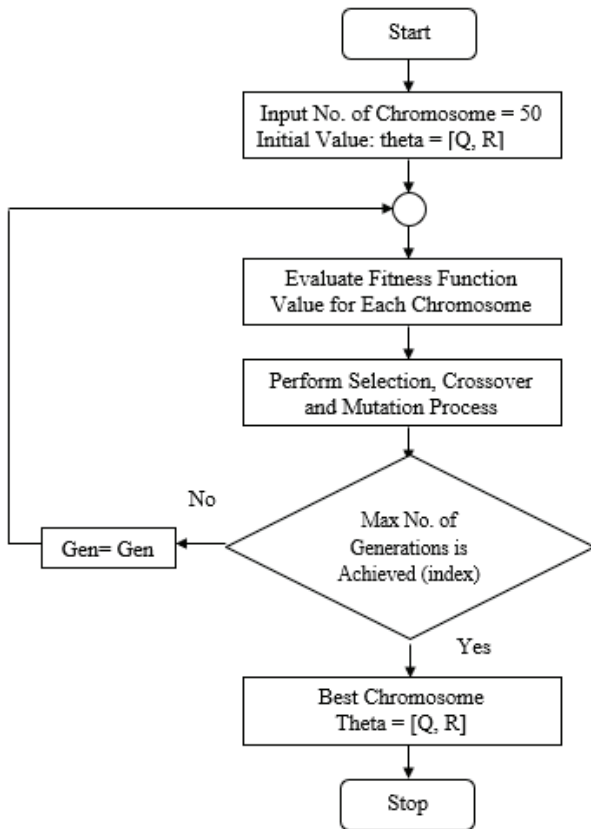 Start
Input No. of Chromosome = 50
Initial Value: theta = [Q, R]
Evaluate Fitness Function
Value for Each Chromosome
Perform Selection, Crossover
and Mutation Process
Max No. of
Generations is
Achieved (index)
No
Gen= Gen
Yes
Best Chromosome
Theta = [Q, R]
Stop